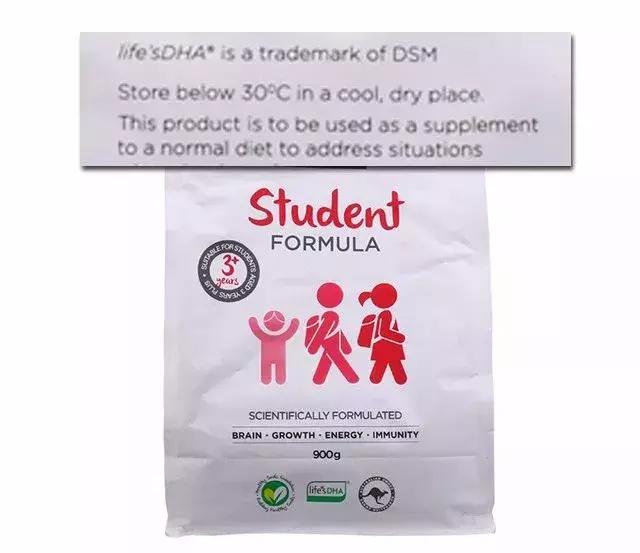 life'sDHA® is a trademark of DSM
Store below 30°C in a cool, dry place.
This product is to be used as a supplement
to a normal diet to address situations
Student
FORMULA
SUITABLE FOR STUDENTS AGED 3 YEARS PLUS
3+
years
SCIENTIFICALLY FORMULATED
BRAIN · GROWTH · ENERGY · IMMUNITY
900g
life'sDHA